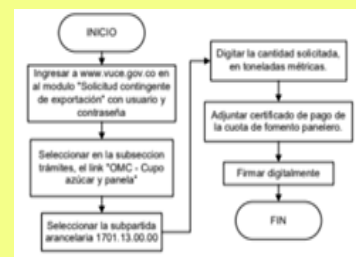 INICIO
Ingresar a www.vuce.gov.co en
al modulo "Solicitud contingente
de exportación" con usuario y
contraseña
Seleccionar en la subseccion
trámites, el link "OMC - Cupo
azúcar y panela"
Seleccionar la subpartida
arancelaria 1701.13.00.00
Digitar la cantidad solicitada,
en toneladas métricas.
Adjuntar certificado de pago de
la cuota de fomento panelero.
Firmar digitalmente
FIN